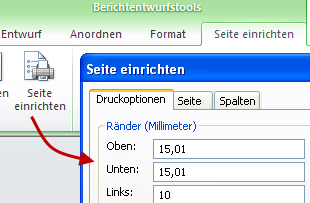 Berichtentwurfstools
Entwurf Anordnen Format Seite einrichten
Seite
einrichten
Seite einrichten
Druckoptionen Seite Spalten
Ränder (Millimeter)
Oben: 15,01
Unten: 15,01
Links: 10